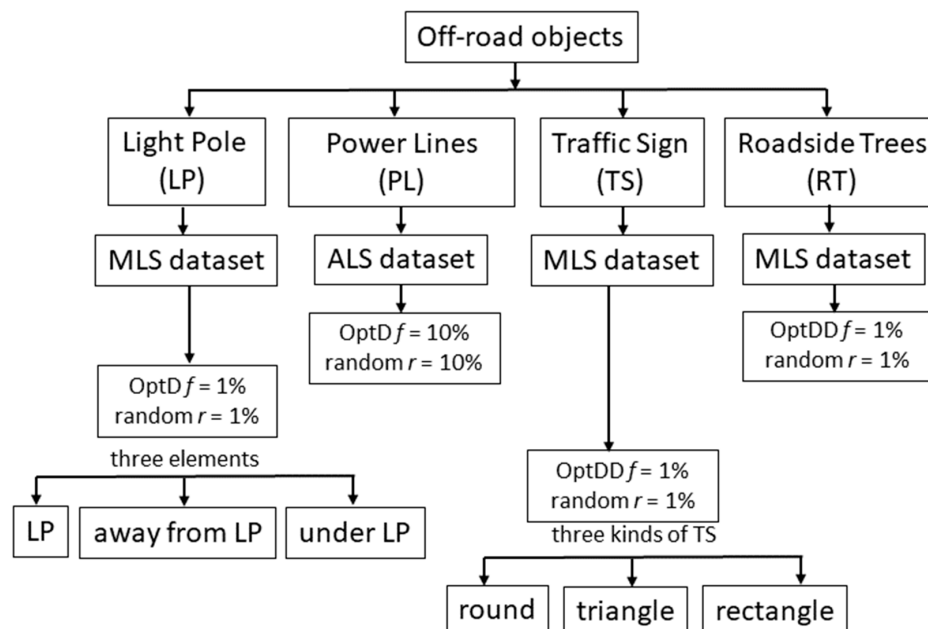 Off-road objects
Light Pole
(LP)
Power Lines
(PL)
Traffic Sign
(TS)
Roadside Trees
(RT)
MLS dataset
ALS dataset
MLS dataset
MLS dataset
OptD f = 1%
random r = 1%
OptD f = 10%
random r = 10%
OptDD f = 1%
random r = 1%
OptDD f = 1%
random r = 1%
three elements
LP
away from LP
under LP
three kinds of TS
round
triangle
rectangle